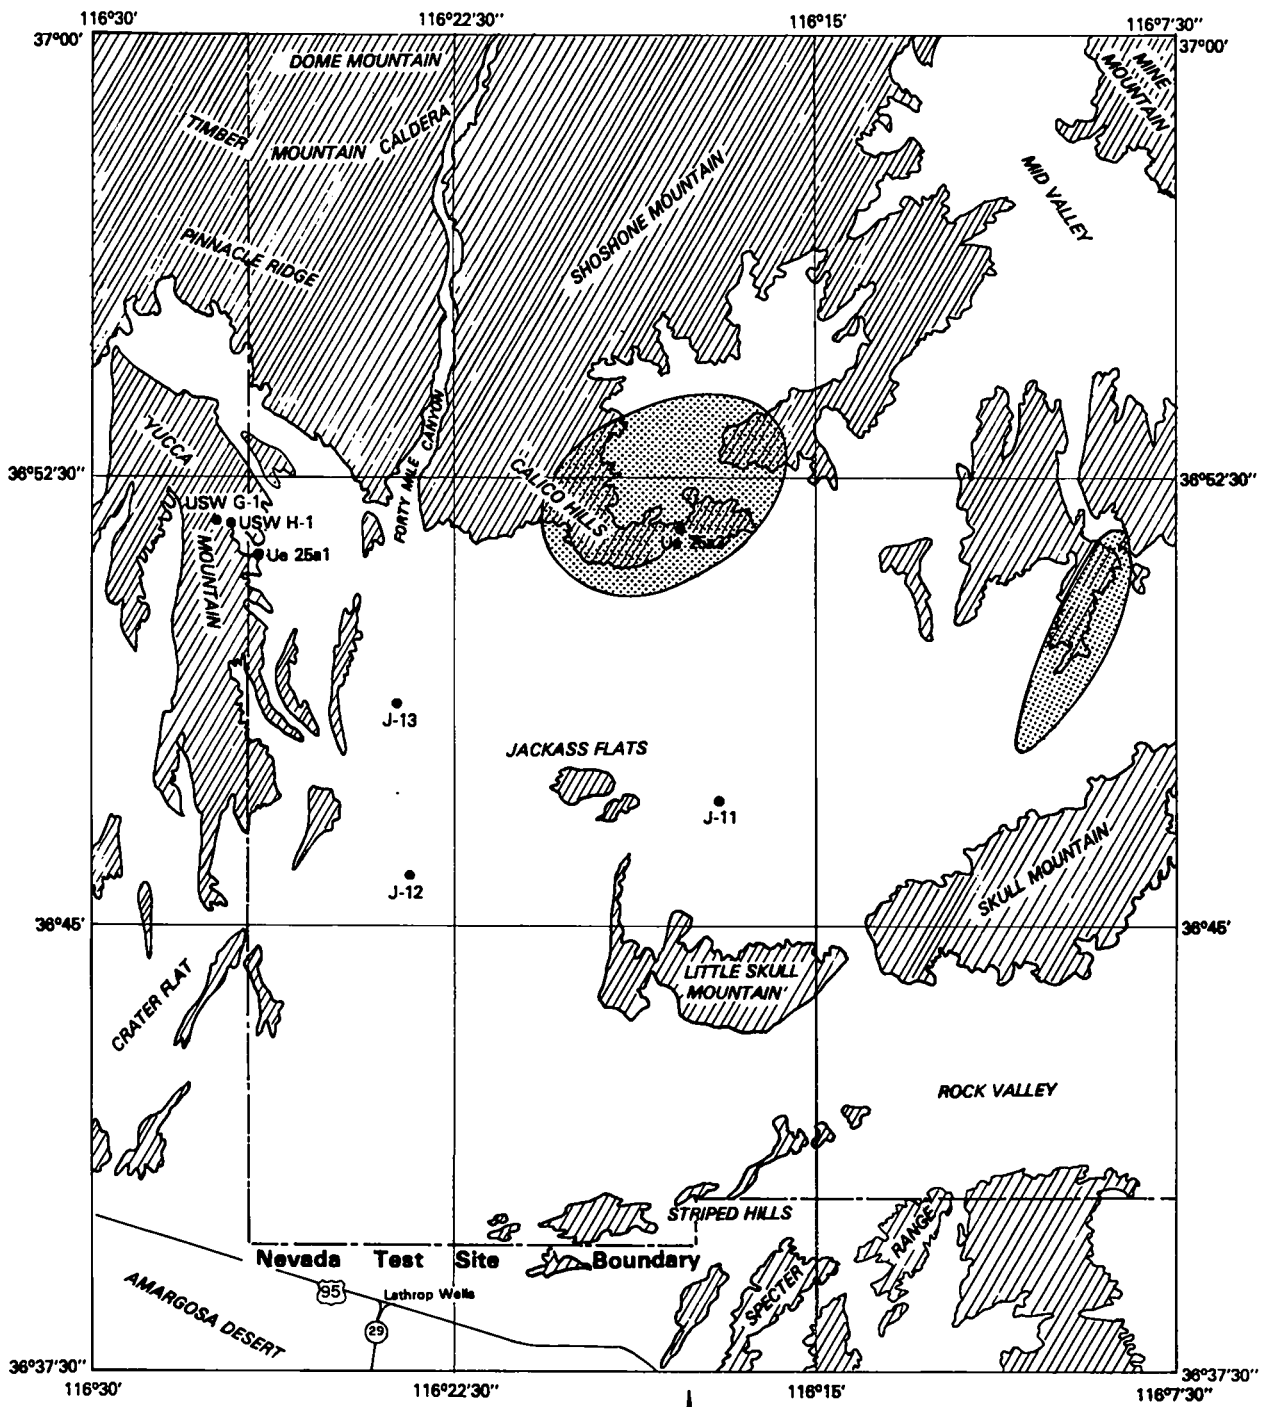 116°30' 116°22'30'' 116°15' 116°7'30''
37°00' 37°00'
DOME MOUNTAIN
MINE
MOUNTAIN
TIMBER MOUNTAIN CALDERA
SHOSHONE MOUNTAIN
MID VALLEY
PINNACLE RIDGE
YUCCA
MOUNTAIN
FORTY MILE CANYON
CALICO HILLS
36°52'30'' 36°52'30''
USW G-1
USW H-1
Ue 25a1
J-13
JACKASS FLATS
J-11
J-12
SKULL MOUNTAIN
36°45' 36°45'
CRATER FLAT
LITTLE SKULL
MOUNTAIN'
ROCK VALLEY
STRIPED HILLS
RANGE
SPECTER
Nevada Test Site Boundary
95
Lathrop Wells
29
AMARGOSA DESERT
36°37'30'' 36°37'30''
116°30' 116°22'30'' 116°15' 116°7'30''